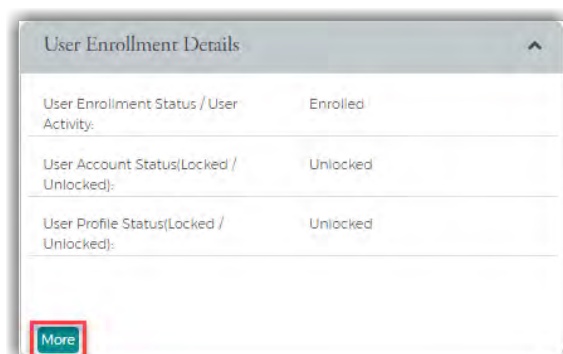 User Enrollment Details
User Enrollment Status / User Enrolled
Activity:
User Account Status(Locked / Unlocked
Unlocked):
User Profile Status(Locked / Unlocked
Unlocked):
More